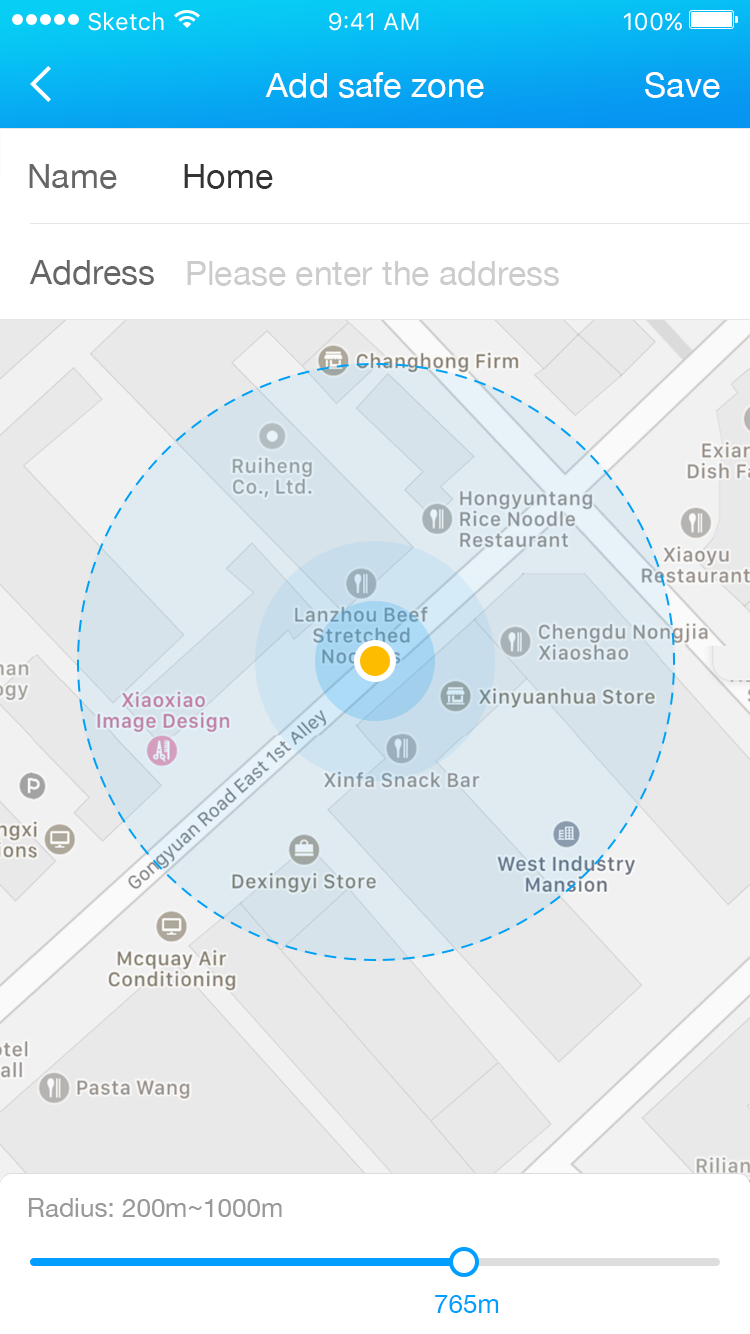 Sketch 9:41 AM 100%
Add safe zone Save
Name Home
Address Please enter the address
Changhong Firm
Ruiheng
Co., Ltd.
Exian
Dish Fa
Hongyuntang
Rice Noodle
Restaurant
Xiaoyu
Restaurant
Lanzhou Beef
Stretched
Chengdu Nongjia
Xiaoshao
nan
ogy
Xinyuanhua Store
Xiaoxiao
Image Design
Gongyuan Road East 1st Alley
Xinfa Snack Bar
P
ngxi
ions
West Industry
Mansion
Dexingyi Store
Mcquay Air
Conditioning
otel
all
Pasta Wang
Rilian
Radius: 200m~1000m
765m